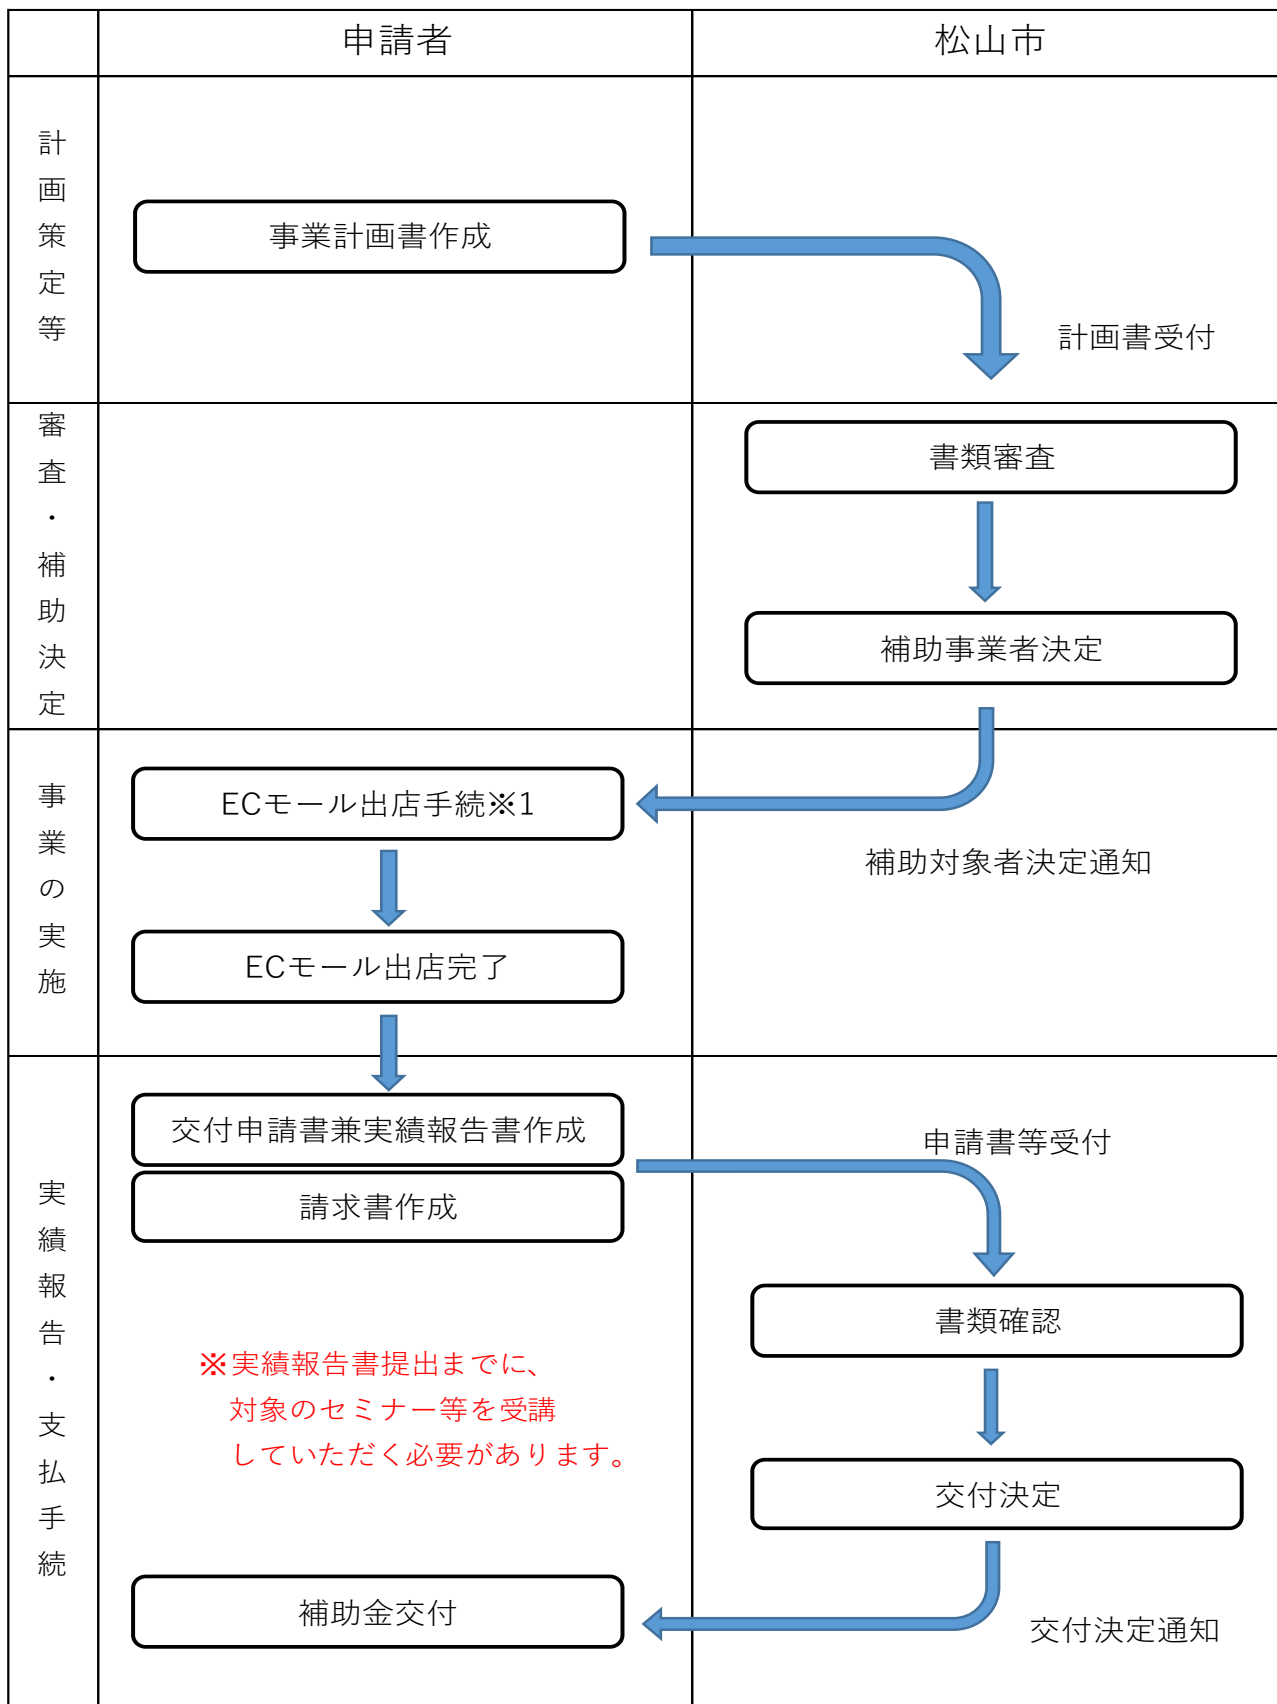 申請者
松山市
計画策定等
事業計画書作成
計画書受付
審査・補助決定
書類審査
補助事業者決定
事業の実施
ECモール出店手続※1
補助対象者決定通知
ECモール出店完了
実績報告・支払手続
交付申請書兼実績報告書作成
申請書等受付
請求書作成
書類確認
※実績報告書提出までに、
対象のセミナー等を受講
していただく必要があります。
交付決定
補助金交付
交付決定通知